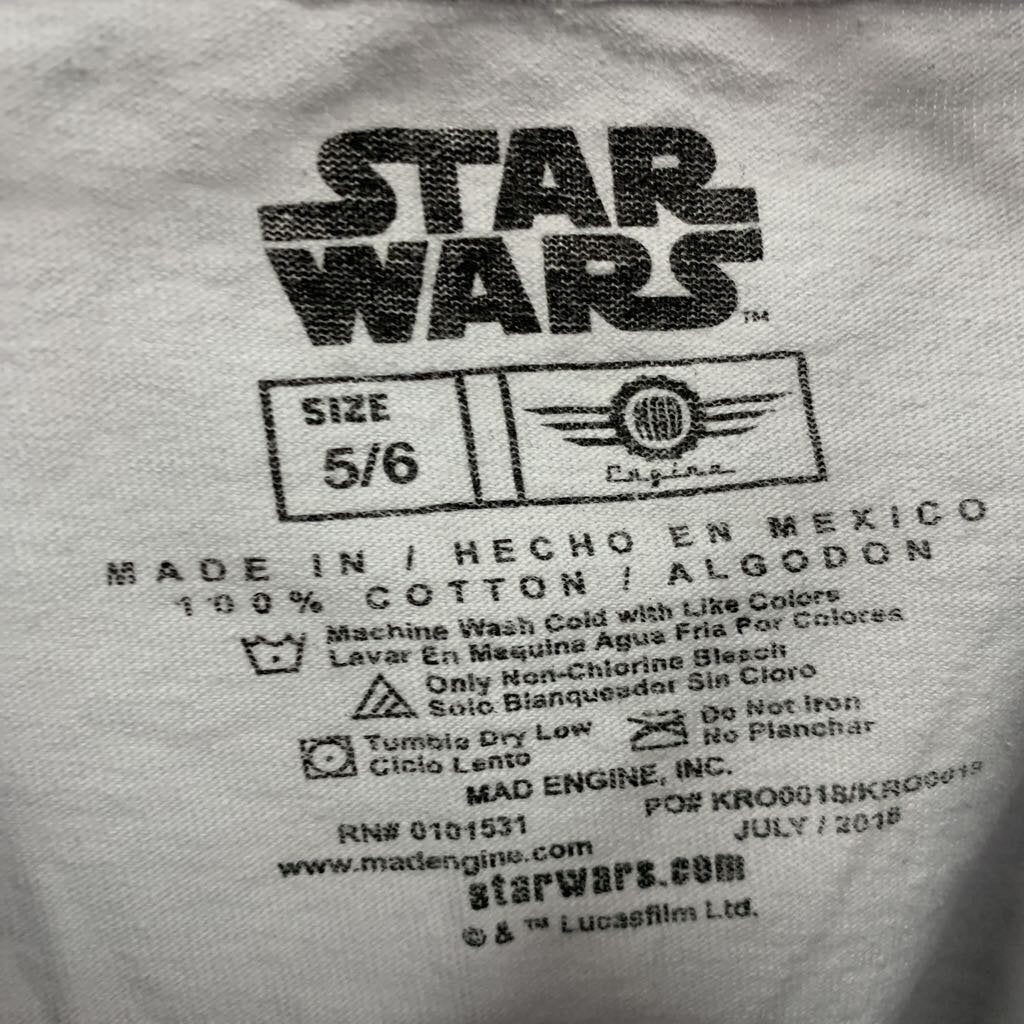 STAR
WARS
TM
SIZE
5/6
MAD
Engine
MADE IN / HECHO EN MEXICO
100% COTTON / ALGODON
Machine Wash Cold with Like Colors
Lavar En Maquina Agua Fria Por Colores
Only Non-Chlorine Bleach
Solo Blanqueador Sin Cloro
Tumble Dry Low
Ciclo Lento
Do Not Iron
No Planchar
MAD ENGINE, INC.
RN# 0101531
PO# KRO0018/KRO0019
JULY / 2018
www.madengine.com
starwars.com
© & ™ Lucasfilm Ltd.